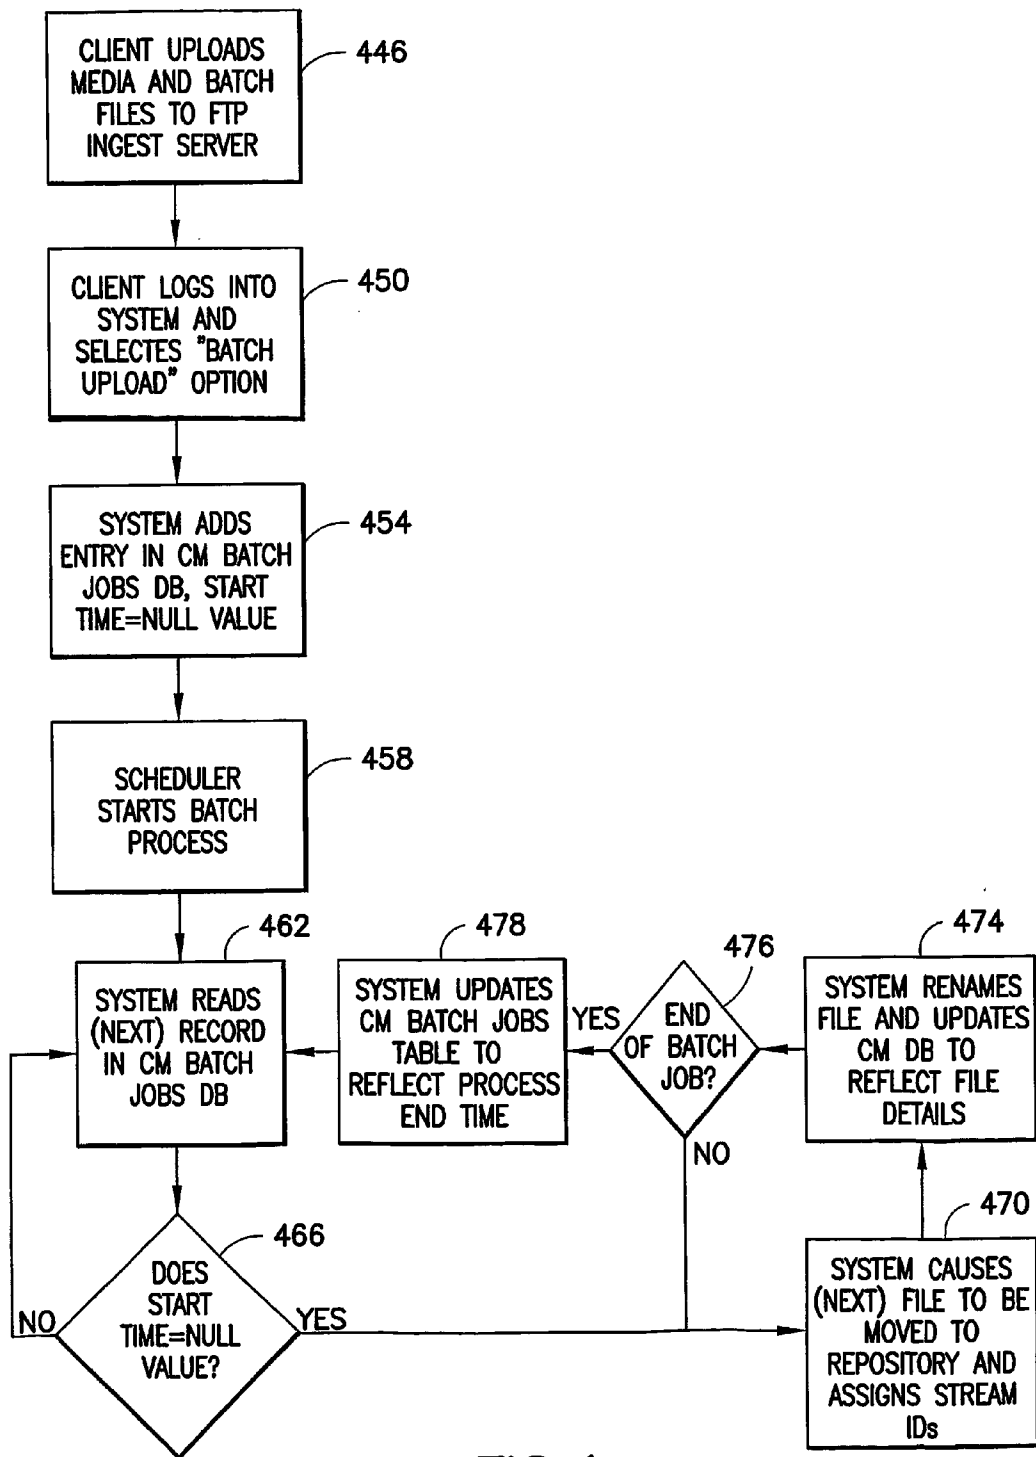 CLIENT UPLOADS
MEDIA AND BATCH
FILES TO FTP
INGEST SERVER
446
CLIENT LOGS INTO
SYSTEM AND
SELECTES "BATCH
UPLOAD" OPTION
450
SYSTEM ADDS
ENTRY IN CM BATCH
JOBS DB, START
TIME=NULL VALUE
454
SCHEDULER
STARTS BATCH
PROCESS
458
462
SYSTEM READS
(NEXT) RECORD
IN CM BATCH
JOBS DB
478
SYSTEM UPDATES
CM BATCH JOBS
TABLE TO
REFLECT PROCESS
END TIME
YES
476
END
OF BATCH
JOB?
NO
474
SYSTEM RENAMES
FILE AND UPDATES
CM DB TO
REFLECT FILE
DETAILS
466
DOES
START
TIME=NULL
VALUE?
NO
YES
470
SYSTEM CAUSES
(NEXT) FILE TO BE
MOVED TO
REPOSITORY AND
ASSIGNS STREAM
IDs